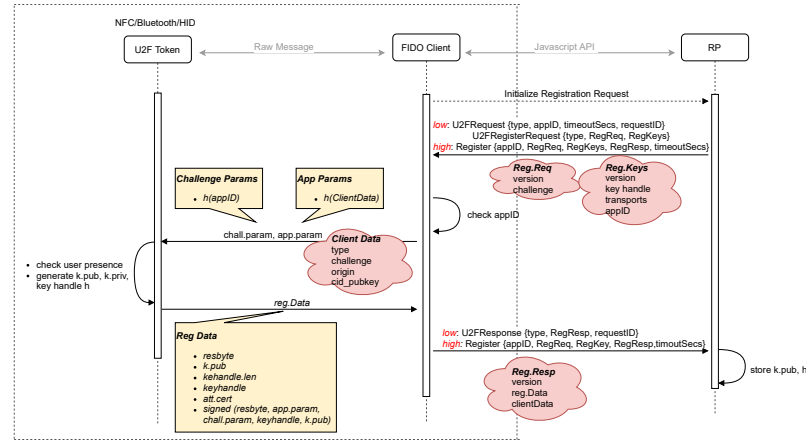 NFC/Bluetooth/HID
U2F Token
Raw Message
FIDO Client
Javascript API
RP
Initialize Registration Request
low: U2FRequest {type, appID, timeoutSecs, requestID}
U2FRegisterRequest {type, RegReq, RegKeys}
high: Register {appID, RegReq, RegKeys, RegResp, timeoutSecs}
Reg.Req
version
challenge
Reg.Keys
version
key handle
transports
appID
Challenge Params
• h(appID)
App Params
• h(ClientData)
check appID
chall.param, app.param
Client Data
type
challenge
origin
cid_pubkey
• check user presence
• generate k.pub, k.priv,
key handle h
reg.Data
Reg Data
• resbyte
• k.pub
• kehandle.len
• keyhandle
• att.cert
• signed (resbyte, app.param,
chall.param, keyhandle, k.pub)
low: U2FResponse {type, RegResp, requestID}
high: Register {appID, RegReq, RegKey, RegResp,timoutSecs}
store k.pub, h
Reg.Resp
version
reg.Data
clientData